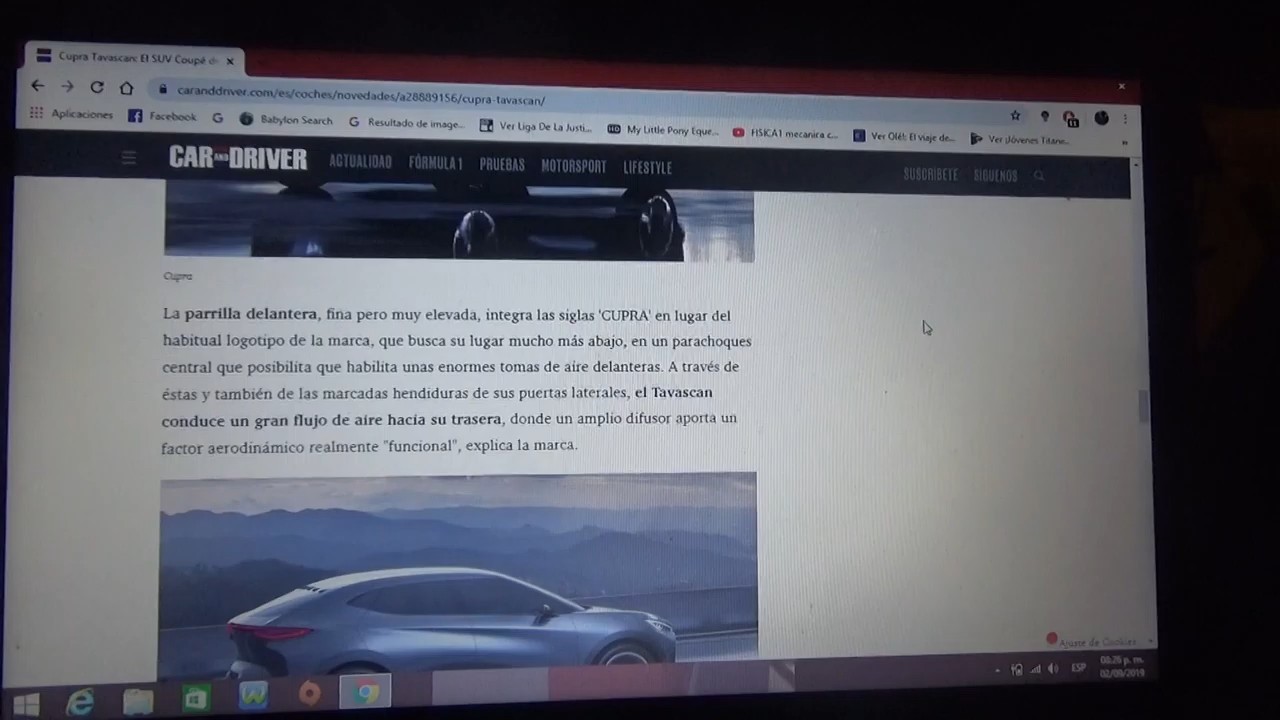 Cupra Tavascan: El SUV Coupé d
caranddriver.com/es/coches/novedades/a28889156/cupra-tavascan/
Aplicaciones Facebook Babylon Search Resultado de image... Ver Liga De La Justi... My Little Pony Eque... FISICA1 mecanica c... Ver Olé!: El viaje de... Ver ¡Jóvenes Titane...
CAR AND DRIVER ACTUALIDAD FÓRMULA 1 PRUEBAS MOTORSPORT LIFESTYLE SUSCRÍBETE SÍGUENOS
Cupra
La parrilla delantera, fina pero muy elevada, integra las siglas 'CUPRA' en lugar del
habitual logotipo de la marca, que busca su lugar mucho más abajo, en un parachoques
central que posibilita que habilita unas enormes tomas de aire delanteras. A través de
éstas y también de las marcadas hendiduras de sus puertas laterales, el Tavascan
conduce un gran flujo de aire hacia su trasera, donde un amplio difusor aporta un
factor aerodinámico realmente "funcional", explica la marca.
Ajuste de Cookies
ESP
p. m.
02/09/2019